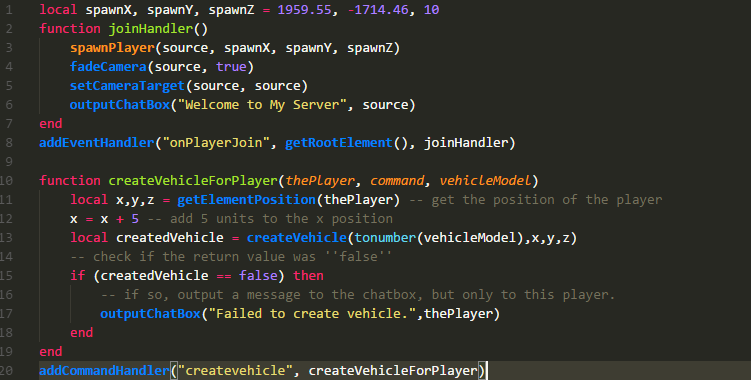 1 local spawnX, spawnY, spawnZ = 1959.55, -1714.46, 10
2 function joinHandler()
3 spawnPlayer(source, spawnX, spawnY, spawnZ)
4 fadeCamera(source, true)
5 setCameraTarget(source, source)
6 outputChatBox("Welcome to My Server", source)
7 end
8 addEventHandler("onPlayerJoin", getRootElement(), joinHandler)
9
10 function createVehicleForPlayer(thePlayer, command, vehicleModel)
11 local x,y,z = getElementPosition(thePlayer) -- get the position of the player
12 x = x + 5 -- add 5 units to the x position
13 local createdVehicle = createVehicle(tonumber(vehicleModel),x,y,z)
14 -- check if the return value was ''false''
15 if (createdVehicle == false) then
16 -- if so, output a message to the chatbox, but only to this player.
17 outputChatBox("Failed to create vehicle.",thePlayer)
18 end
19 end
20 addCommandHandler("createvehicle", createVehicleForPlayer)